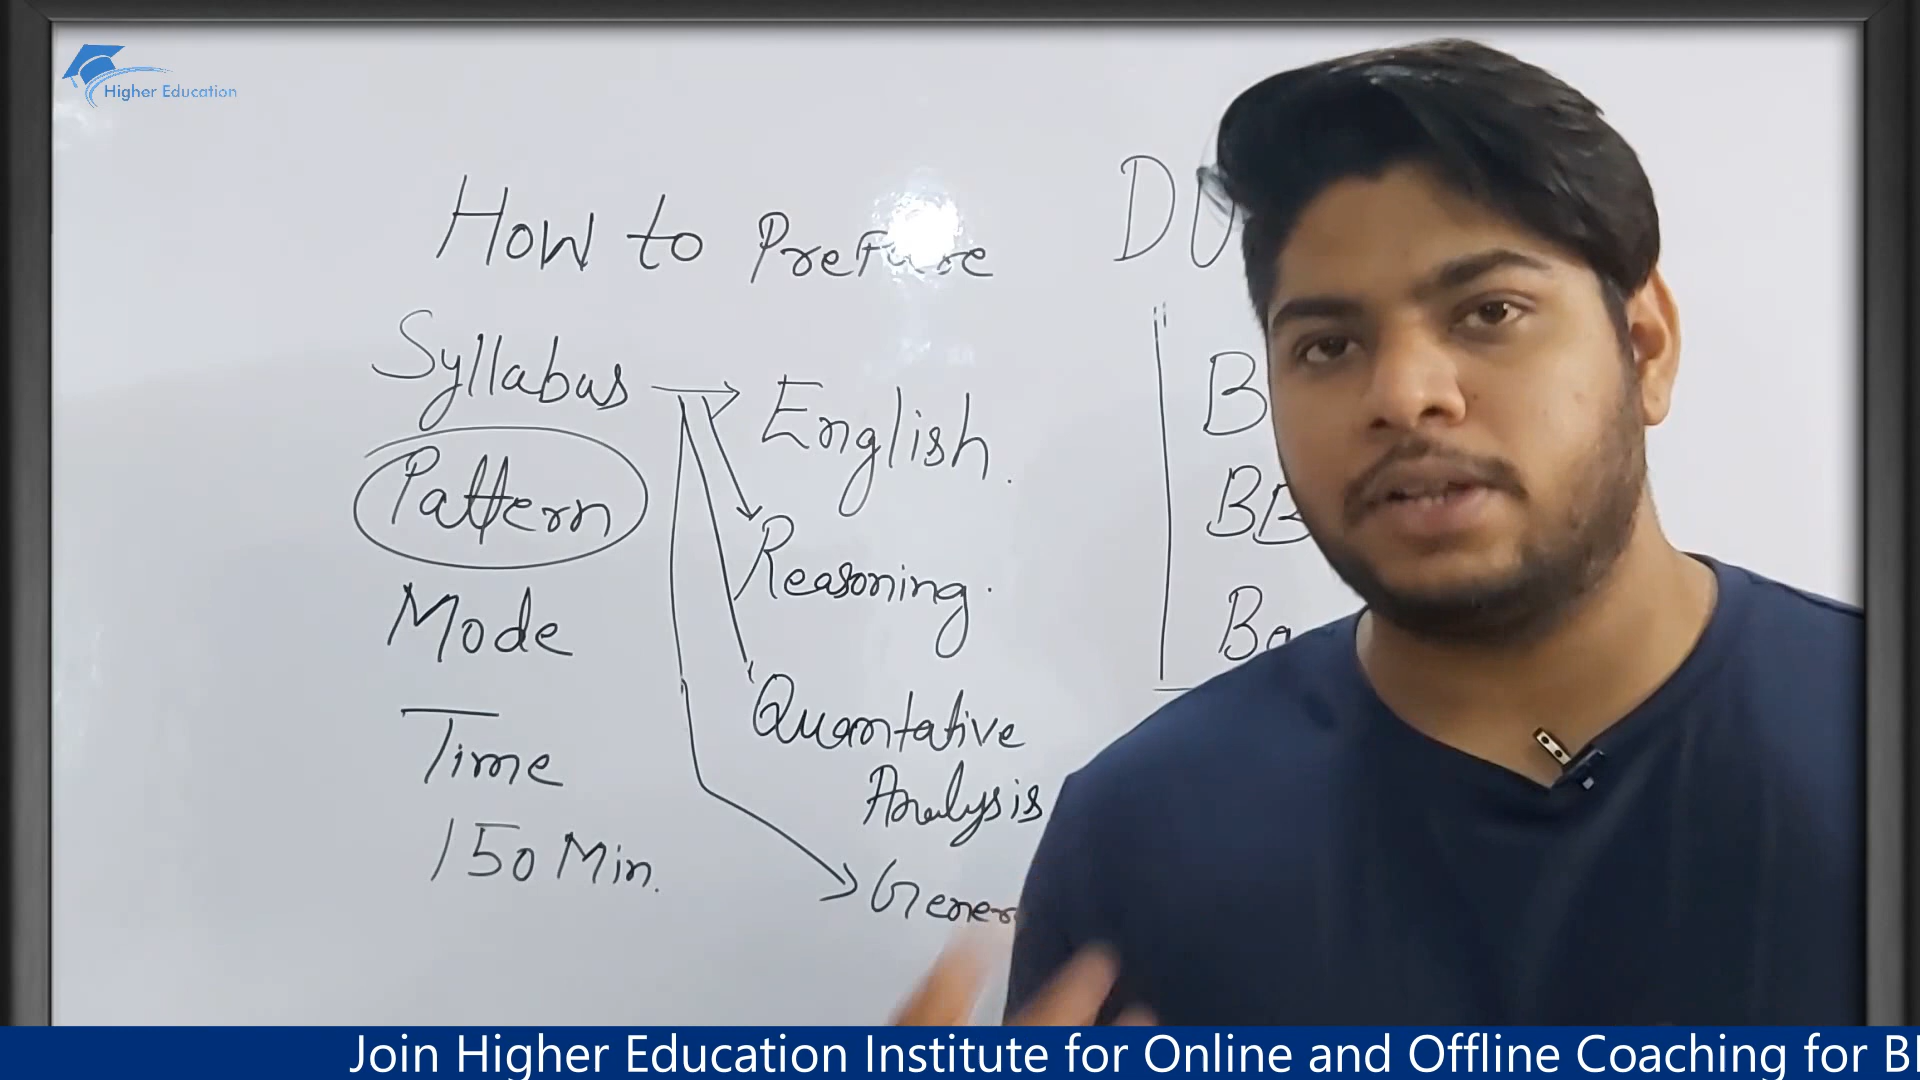 Higher Education
How to Prepare DU
Syllabus → English.
Pattern
Reasoning.
Mode
Quantative
Analysis
Time
150 Min.
Join Higher Education Institute for Online and Offline Coaching for